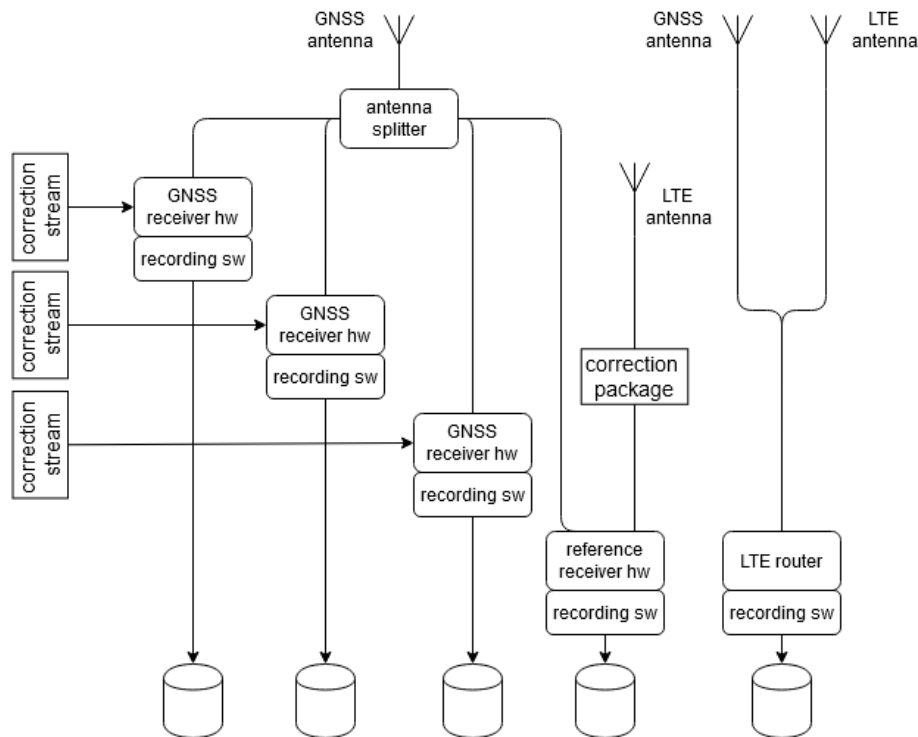 GNSS
antenna
GNSS
antenna
LTE
antenna
antenna
splitter
correction
stream
GNSS
receiver hw
recording sw
LTE
antenna
correction
stream
GNSS
receiver hw
recording sw
correction
package
correction
stream
GNSS
receiver hw
recording sw
reference
receiver hw
recording sw
LTE router
recording sw